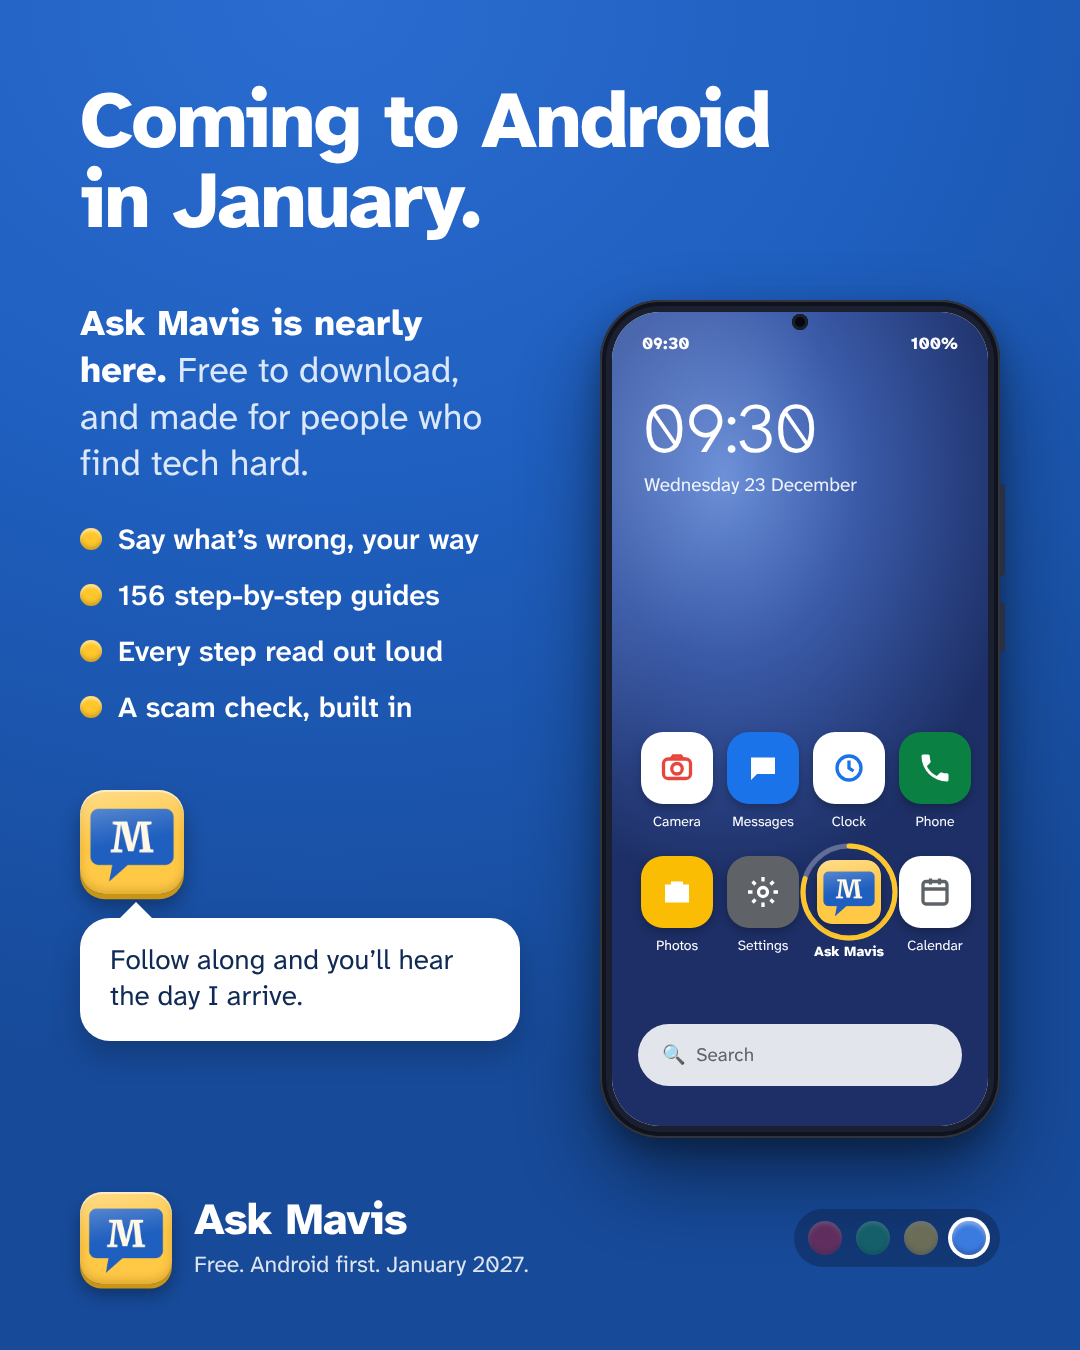 Coming to Android
in January.
Ask Mavis is nearly
here. Free to download,
and made for people who
find tech hard.
Say what’s wrong, your way
156 step-by-step guides
Every step read out loud
A scam check, built in
M
Follow along and you’ll hear
the day I arrive.
09:30 100%
09:30
Wednesday 23 December
Camera Messages Clock Phone
M
Photos Settings Ask Mavis Calendar
Search
M
Ask Mavis
Free. Android first. January 2027.